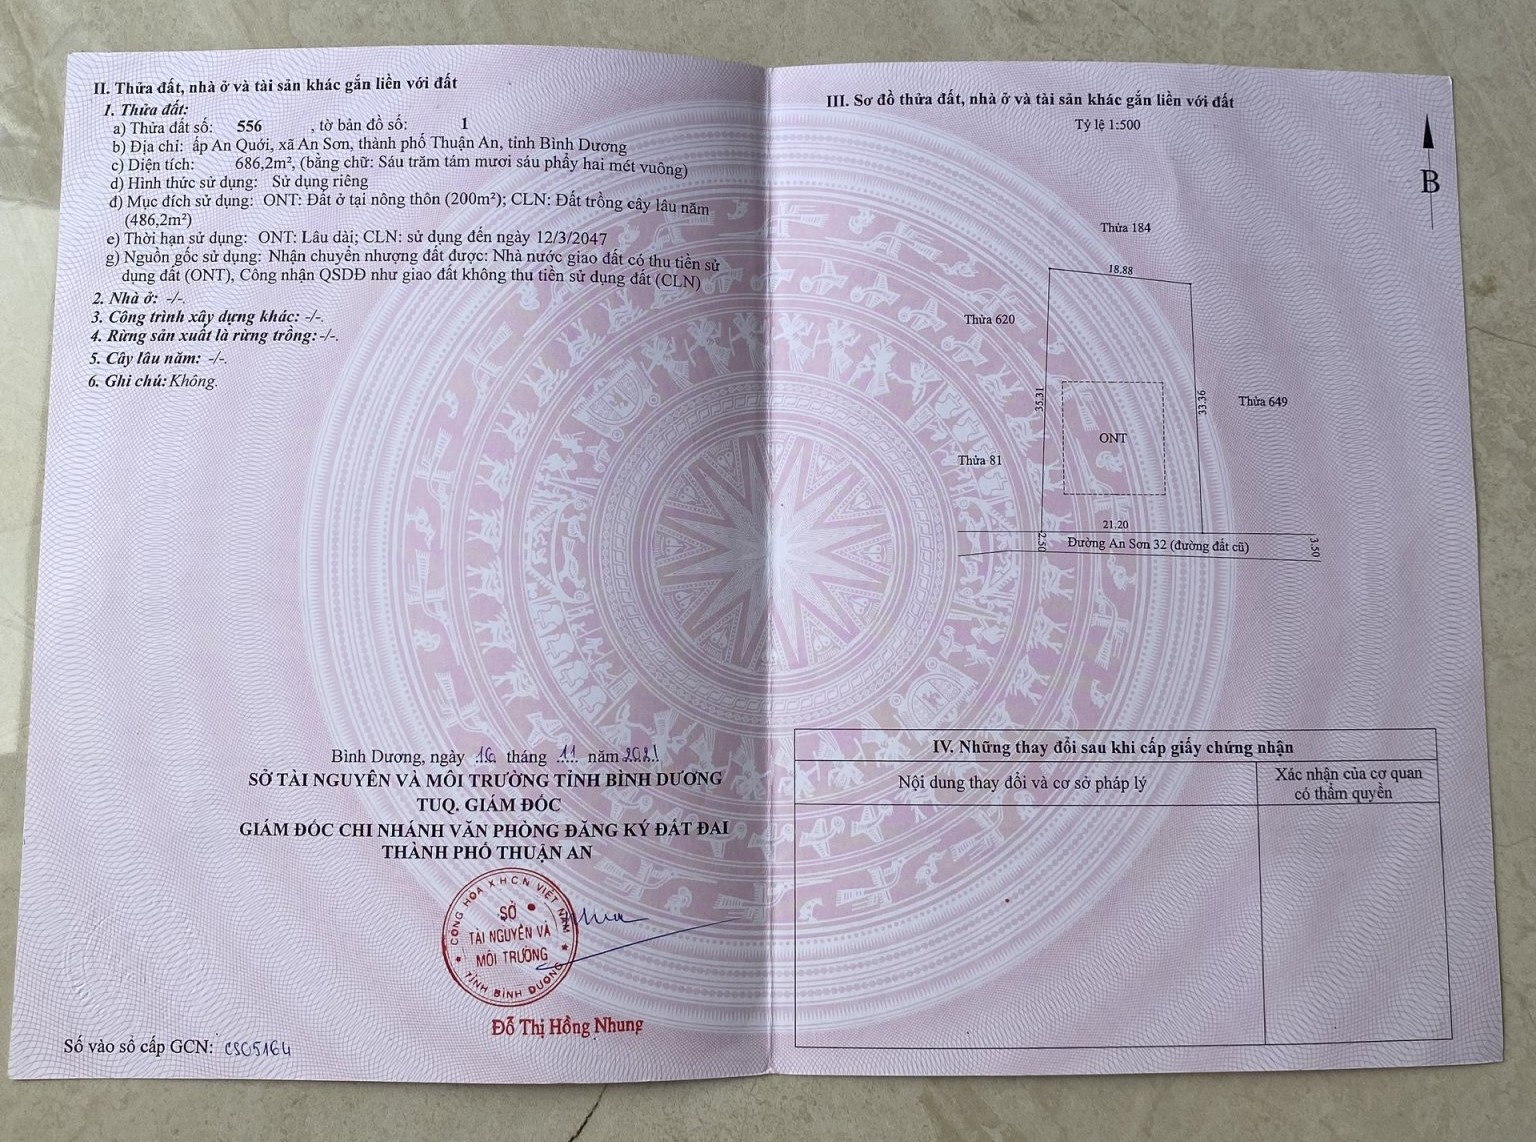 II. Thửa đất, nhà ở và tài sản khác gắn liền với đất
1. Thửa đất:
a) Thửa đất số: 556 , tờ bản đồ số: 1
b) Địa chỉ: ấp An Quới, xã An Sơn, thành phố Thuận An, tỉnh Bình Dương
c) Diện tích: 686,2m², (bằng chữ: Sáu trăm tám mươi sáu phẩy hai mét vuông)
d) Hình thức sử dụng: Sử dụng riêng
đ) Mục đích sử dụng: ONT: Đất ở tại nông thôn (200m²); CLN: Đất trồng cây lâu năm
(486,2m²)
e) Thời hạn sử dụng: ONT: Lâu dài; CLN: sử dụng đến ngày 12/3/2047
g) Nguồn gốc sử dụng: Nhận chuyển nhượng đất được: Nhà nước giao đất có thu tiền sử
dụng đất (ONT), Công nhận QSDĐ như giao đất không thu tiền sử dụng đất (CLN)
2. Nhà ở: -/-.
3. Công trình xây dựng khác: -/-.
4. Rừng sản xuất là rừng trồng: -/-.
5. Cây lâu năm: -/-.
6. Ghi chú: Không.
Bình Dương, ngày 16 tháng 11 năm 2021
SỞ TÀI NGUYÊN VÀ MÔI TRƯỜNG TỈNH BÌNH DƯƠNG
TUQ. GIÁM ĐỐC
GIÁM ĐỐC CHI NHÁNH VĂN PHÒNG ĐĂNG KÝ ĐẤT ĐAI
THÀNH PHỐ THUẬN AN
CỘNG HÒA X.H.C.N VIỆT NAM
SỞ
TÀI NGUYÊN VÀ
MÔI TRƯỜNG
TỈNH BÌNH DƯƠNG
Đỗ Thị Hồng Nhung
Số vào sổ cấp GCN: CS05164
III. Sơ đồ thửa đất, nhà ở và tài sản khác gắn liền với đất
Tỷ lệ 1:500
B
Thửa 184
18.88
Thửa 620
35.31
33.36
Thửa 649
ONT
Thửa 81
21.20
2.50
Đường An Sơn 32 (đường đất cũ)
3.50
IV. Những thay đổi sau khi cấp giấy chứng nhận
Nội dung thay đổi và cơ sở pháp lý
Xác nhận của cơ quan
có thẩm quyền